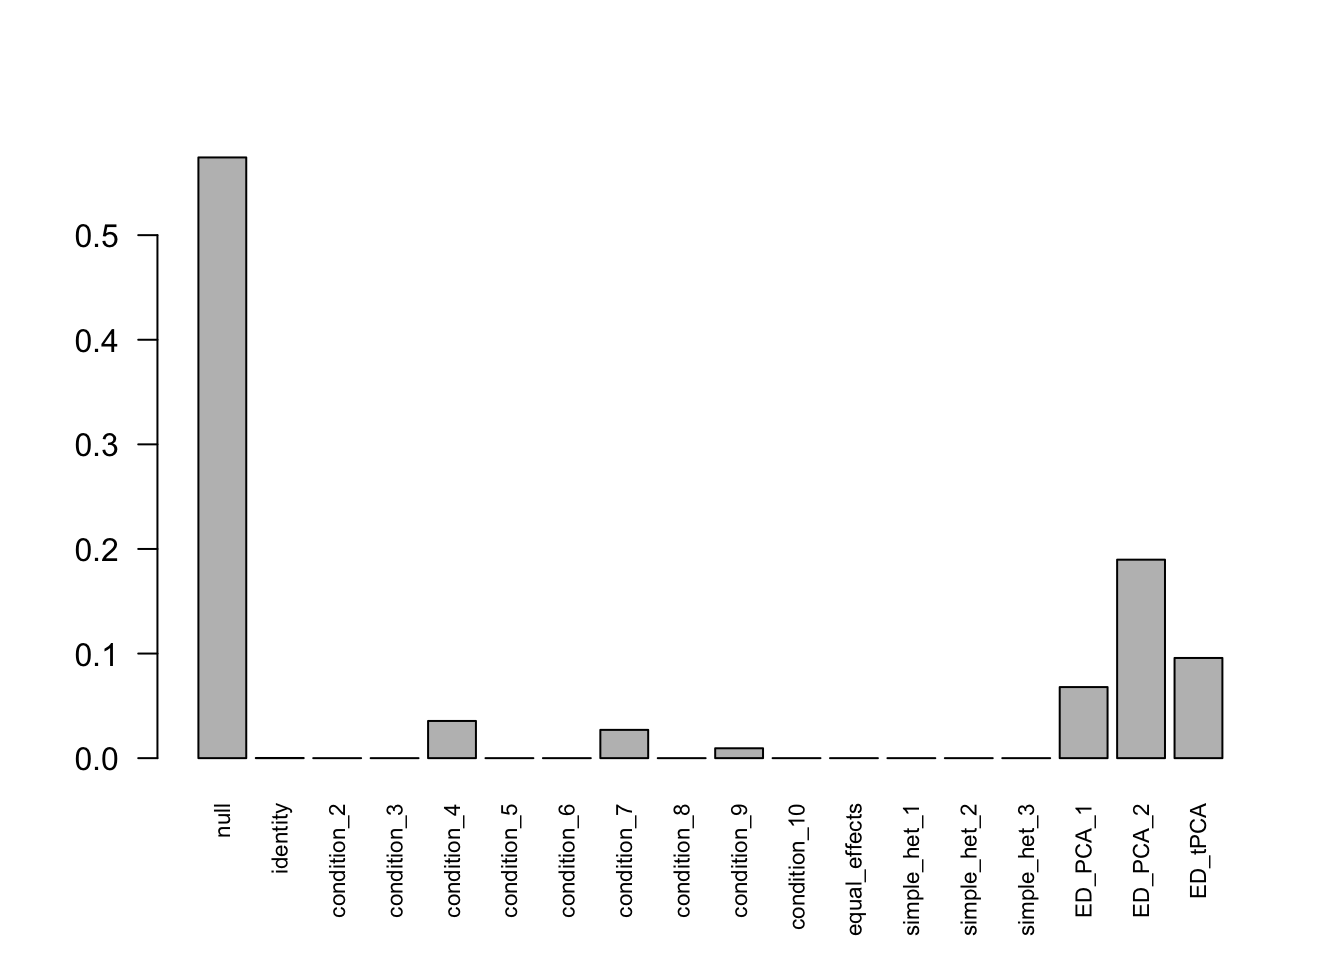 0.5
0.4
0.3
0.2
0.1
0.0
null
identity
condition_2
condition_3
condition_4
condition_5
condition_6
condition_7
condition_8
condition_9
condition_10
equal_effects
simple_het_1
simple_het_2
simple_het_3
ED_PCA_1
ED_PCA_2
ED_tPCA